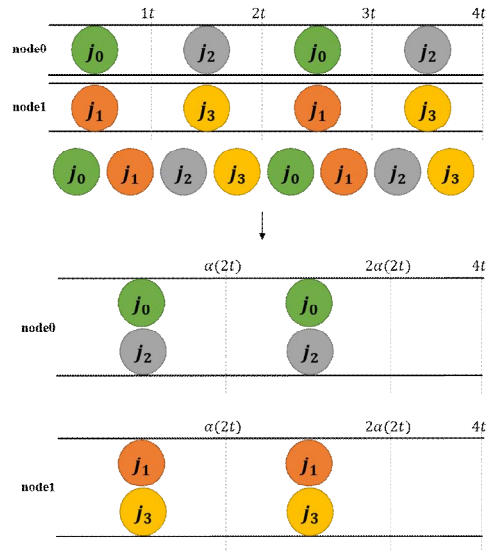 1t 2t 3t 4t
node0 j₀ j₂ j₀ j₂
node1 j₁ j₃ j₁ j₃
j₀ j₁ j₂ j₃ j₀ j₁ j₂ j₃
α(2t) 2α(2t) 4t
j₀ j₀
node0
j₂ j₂
α(2t) 2α(2t) 4t
j₁ j₁
node1
j₃ j₃